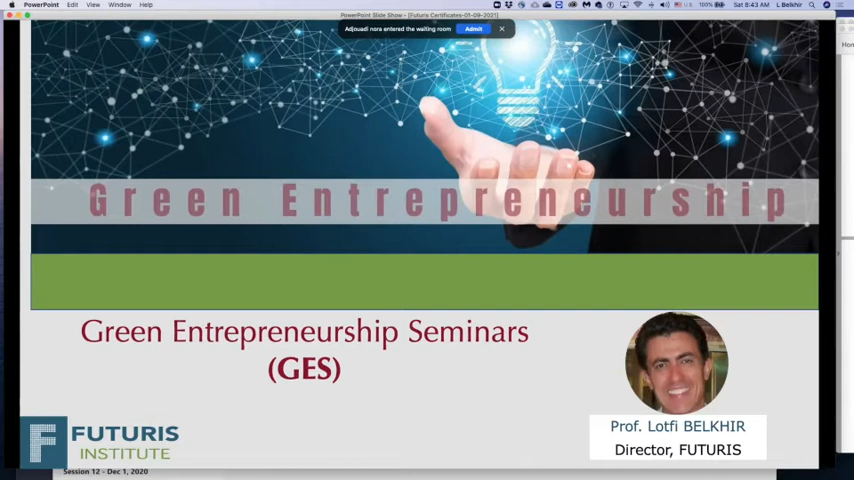 PowerPoint Edit View Window Help
100% Sat 8:43 AM L Belkhir
PowerPoint Slide Show - [Futuris Certificates-01-09-2021]
Adjouadi nora entered the waiting room Admit
Green Entrepreneurship
Green Entrepreneurship Seminars
(GES)
Prof. Lotfi BELKHIR
Director, FUTURIS
FUTURIS
INSTITUTE
Session 12 - Dec 1, 2020